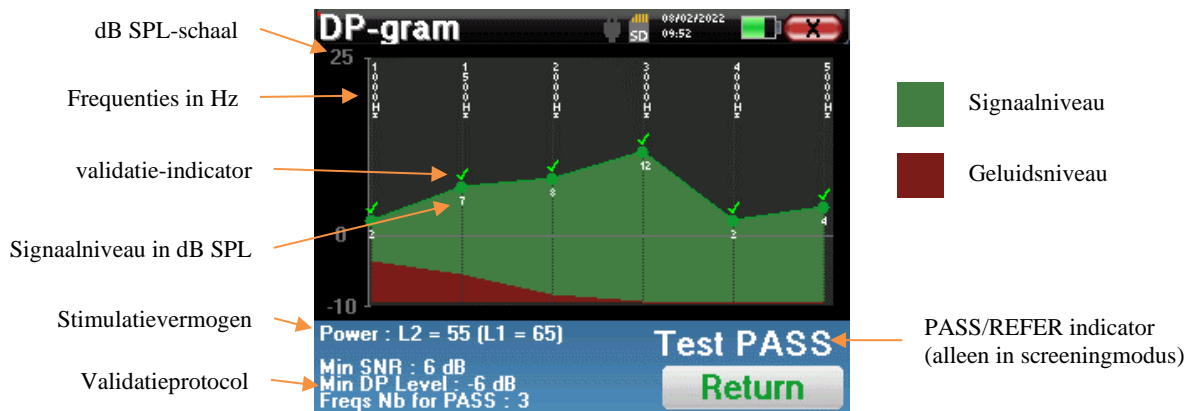 dB SPL-schaal
Frequenties in Hz
validatie-indicator
Signaalniveau in dB SPL
Stimulatievermogen
Validatieprotocol
DP-gram
SD
08/02/2022
09:52
X
25
0
-10
1000Hz
1500Hz
2000Hz
3000Hz
4000Hz
5000Hz
2
7
8
12
2
4
Power : L2 = 55 (L1 = 65)
Min SNR : 6 dB
Min DP Level : -6 dB
Freqs Nb for PASS : 3
Test PASS
Return
Signaalniveau
Geluidsniveau
PASS/REFER indicator
(alleen in screeningmodus)